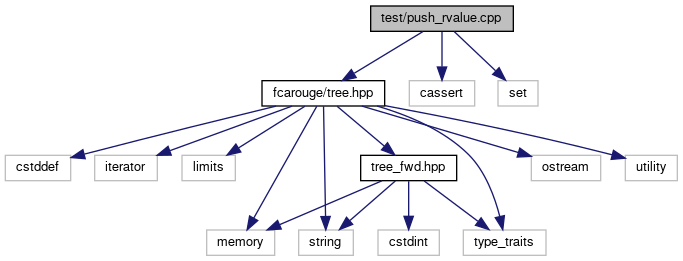 test/push_rvalue.cpp
fcarouge/tree.hpp
cassert
set
cstddef
iterator
limits
tree_fwd.hpp
ostream
utility
memory
string
cstdint
type_traits